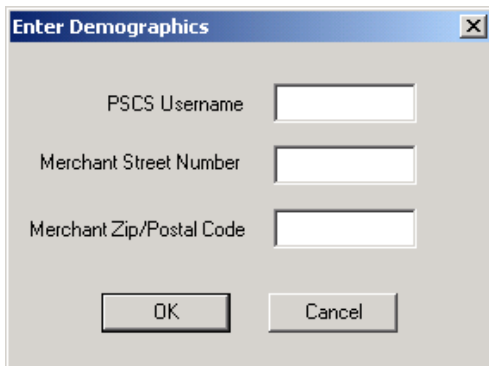 Enter Demographics
PSCS Username
Merchant Street Number
Merchant Zip/Postal Code
OK Cancel